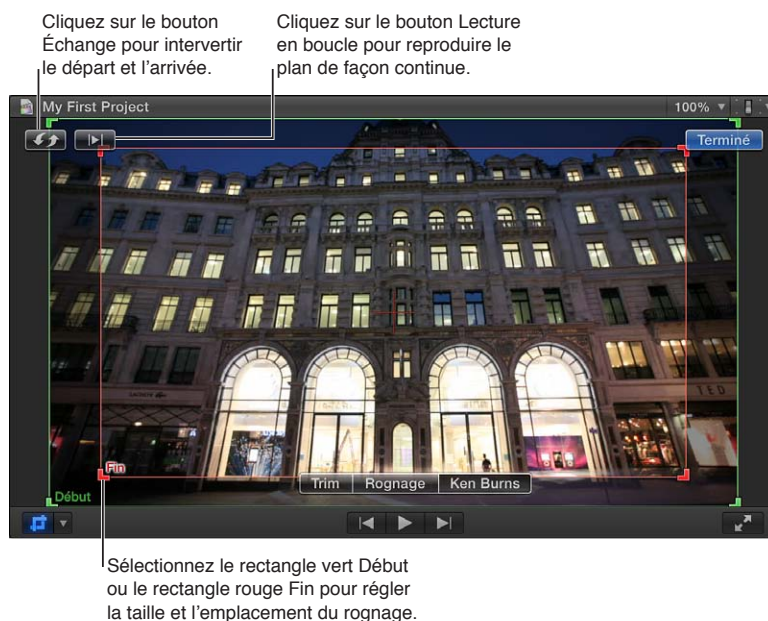 Cliquez sur le bouton
Échange pour intervertir
le départ et l'arrivée.
Cliquez sur le bouton Lecture
en boucle pour reproduire le
plan de façon continue.
My First Project
100%
Terminé
LACOSTE
TED
Fin
Trim
Rognage
Ken Burns
Début
Sélectionnez le rectangle vert Début
ou le rectangle rouge Fin pour régler
la taille et l'emplacement du rognage.